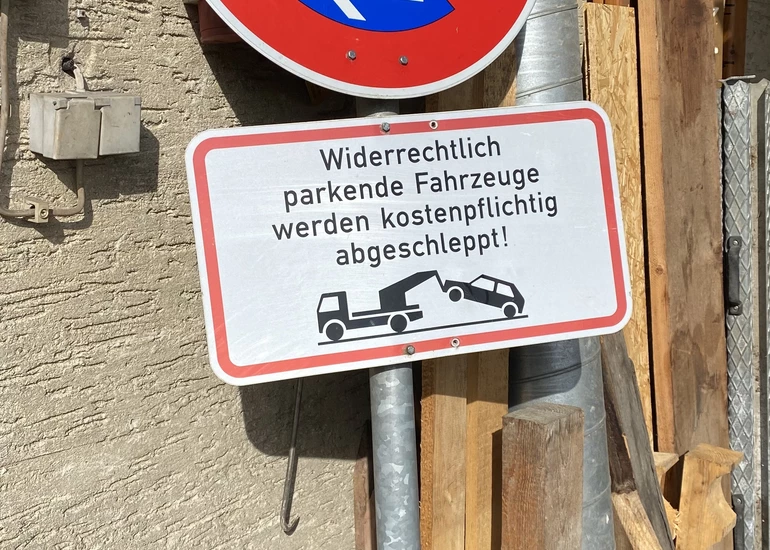 Widerrechtlich
parkende Fahrzeuge
werden kostenpflichtig
abgeschleppt!